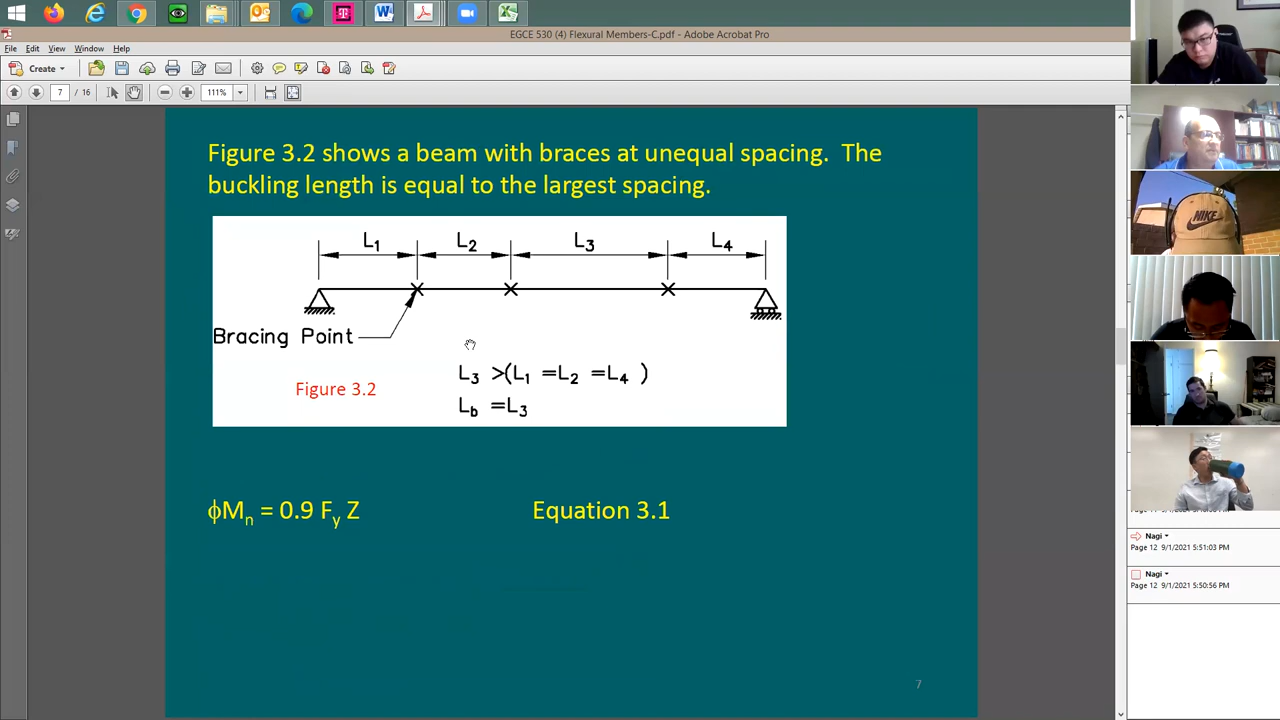 EGCE 530 (4) Flexural Members-C.pdf - Adobe Acrobat Pro
File Edit View Window Help
Create
7 / 16 111%
Figure 3.2 shows a beam with braces at unequal spacing. The
buckling length is equal to the largest spacing.
L1 L2 L3 L4
Bracing Point
Figure 3.2
L3 >(L1 =L2 =L4 )
Lb =L3
ϕMn = 0.9 Fy Z Equation 3.1
7
NIKE
Nagi
Page 12 9/1/2021 5:51:03 PM
Nagi
Page 12 9/1/2021 5:50:56 PM